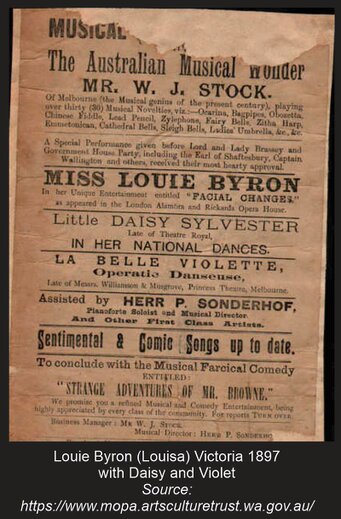 MUSICAL
The Australian Musical Wonder
MR. W. J. STOCK.
Of Melbourne (the Musical genius of the present century), playing
over thirty (30) Musical Novelties, viz.:—Ocarina, Bagpipes, Obozetta,
Chinese Fiddle, Lead Pencil, Zylephone, Fairy Bells, Zitha Harp,
Eumetonican, Cathedral Bells, Sleigh Bells, Ladies' Umbrella, &c., &c.
A Special Performance given before Lord and Lady Brassey and
Government House Party, including the Earl of Shaftesbury, Captain
Wallington and others, received their most hearty approval.
MISS LOUIE BYRON
In her Unique Entertainment entitled "FACIAL CHANGES,"
as appeared in the London Alambra and Rickards Opera House.
Little DAISY SYLVESTER
Late of Theatre Royal,
IN HER NATIONAL DANCES.
LA BELLE VIOLETTE,
Operatic Danseuse,
Late of Messrs. Williamson & Musgrove, Princess Theatre, Melbourne.
Assisted by HERR P. SONDERHOF,
Pianoforte Soloist and Musical Director
And Other First Class Artists.
Sentimental & Comic Songs up to date.
To conclude with the Musical Farcical Comedy
ENTITLED:
"STRANGE ADVENTURES OF MR. BROWNE."
We promise you a refined Musical and Comedy Entertainment, being
highly appreciated by every class of the community. For reports TURN OVER
Business Manager: MR W. J. STOCK.
Musical Director: HERR P. SONDERHO
Louie Byron (Louisa) Victoria 1897
with Daisy and Violet
Source:
https://www.mopa.artsculturetrust.wa.gov.au/